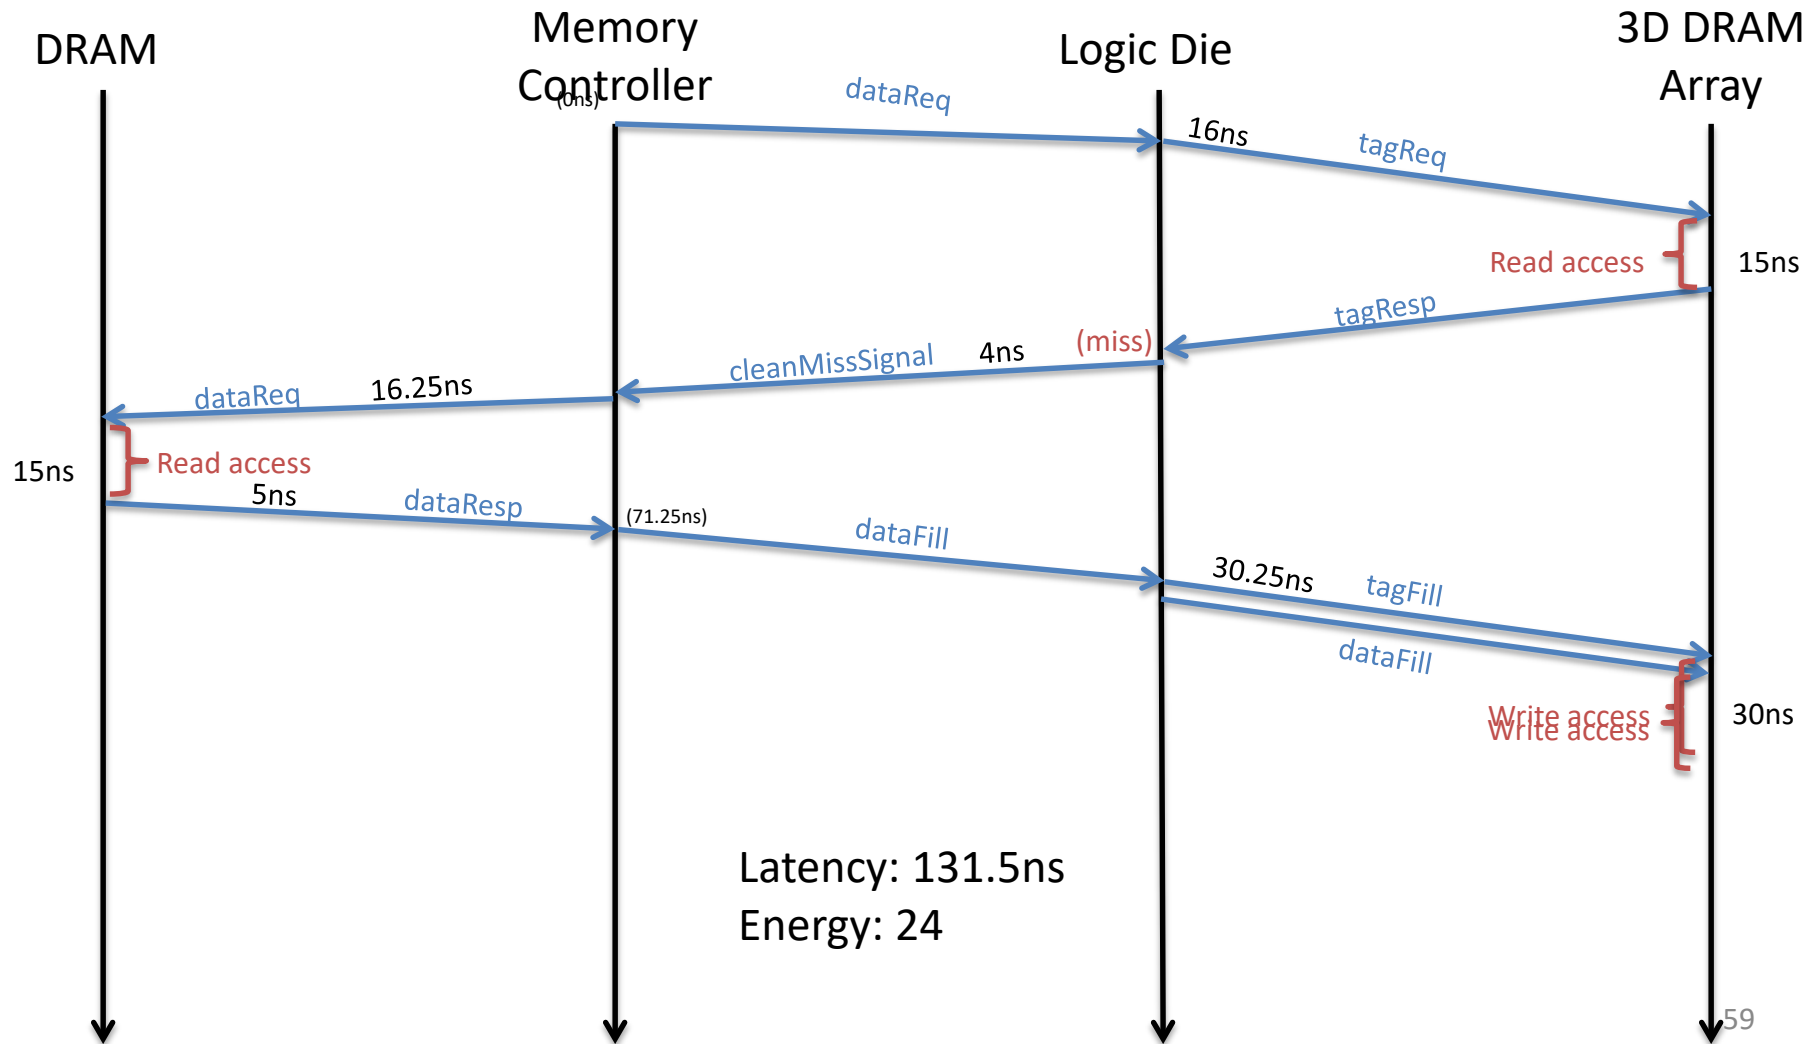 DRAM
Memory
Controller
Logic Die
3D DRAM
Array
(0ns)
dataReq
16ns
tagReq
Read access
15ns
tagResp
(miss)
4ns
cleanMissSignal
16.25ns
dataReq
15ns
Read access
5ns
dataResp
(71.25ns)
dataFill
30.25ns
tagFill
dataFill
Write access
Write access
30ns
Latency: 131.5ns
Energy: 24
59